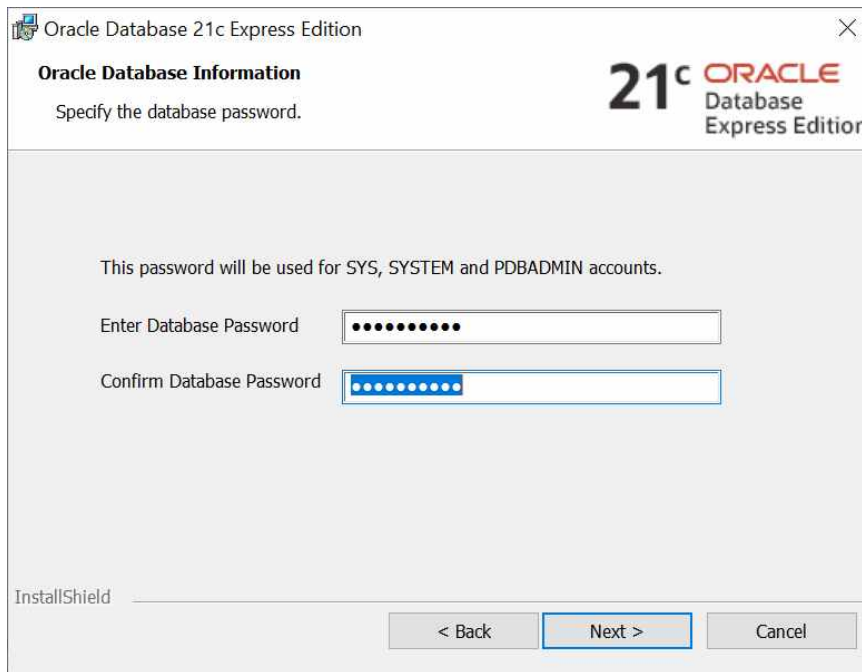 Oracle Database 21c Express Edition
Oracle Database Information
Specify the database password.
21c ORACLE
Database
Express Edition
This password will be used for SYS, SYSTEM and PDBADMIN accounts.
Enter Database Password ●●●●●●●●●●
Confirm Database Password ●●●●●●●●●●
InstallShield
< Back Next > Cancel